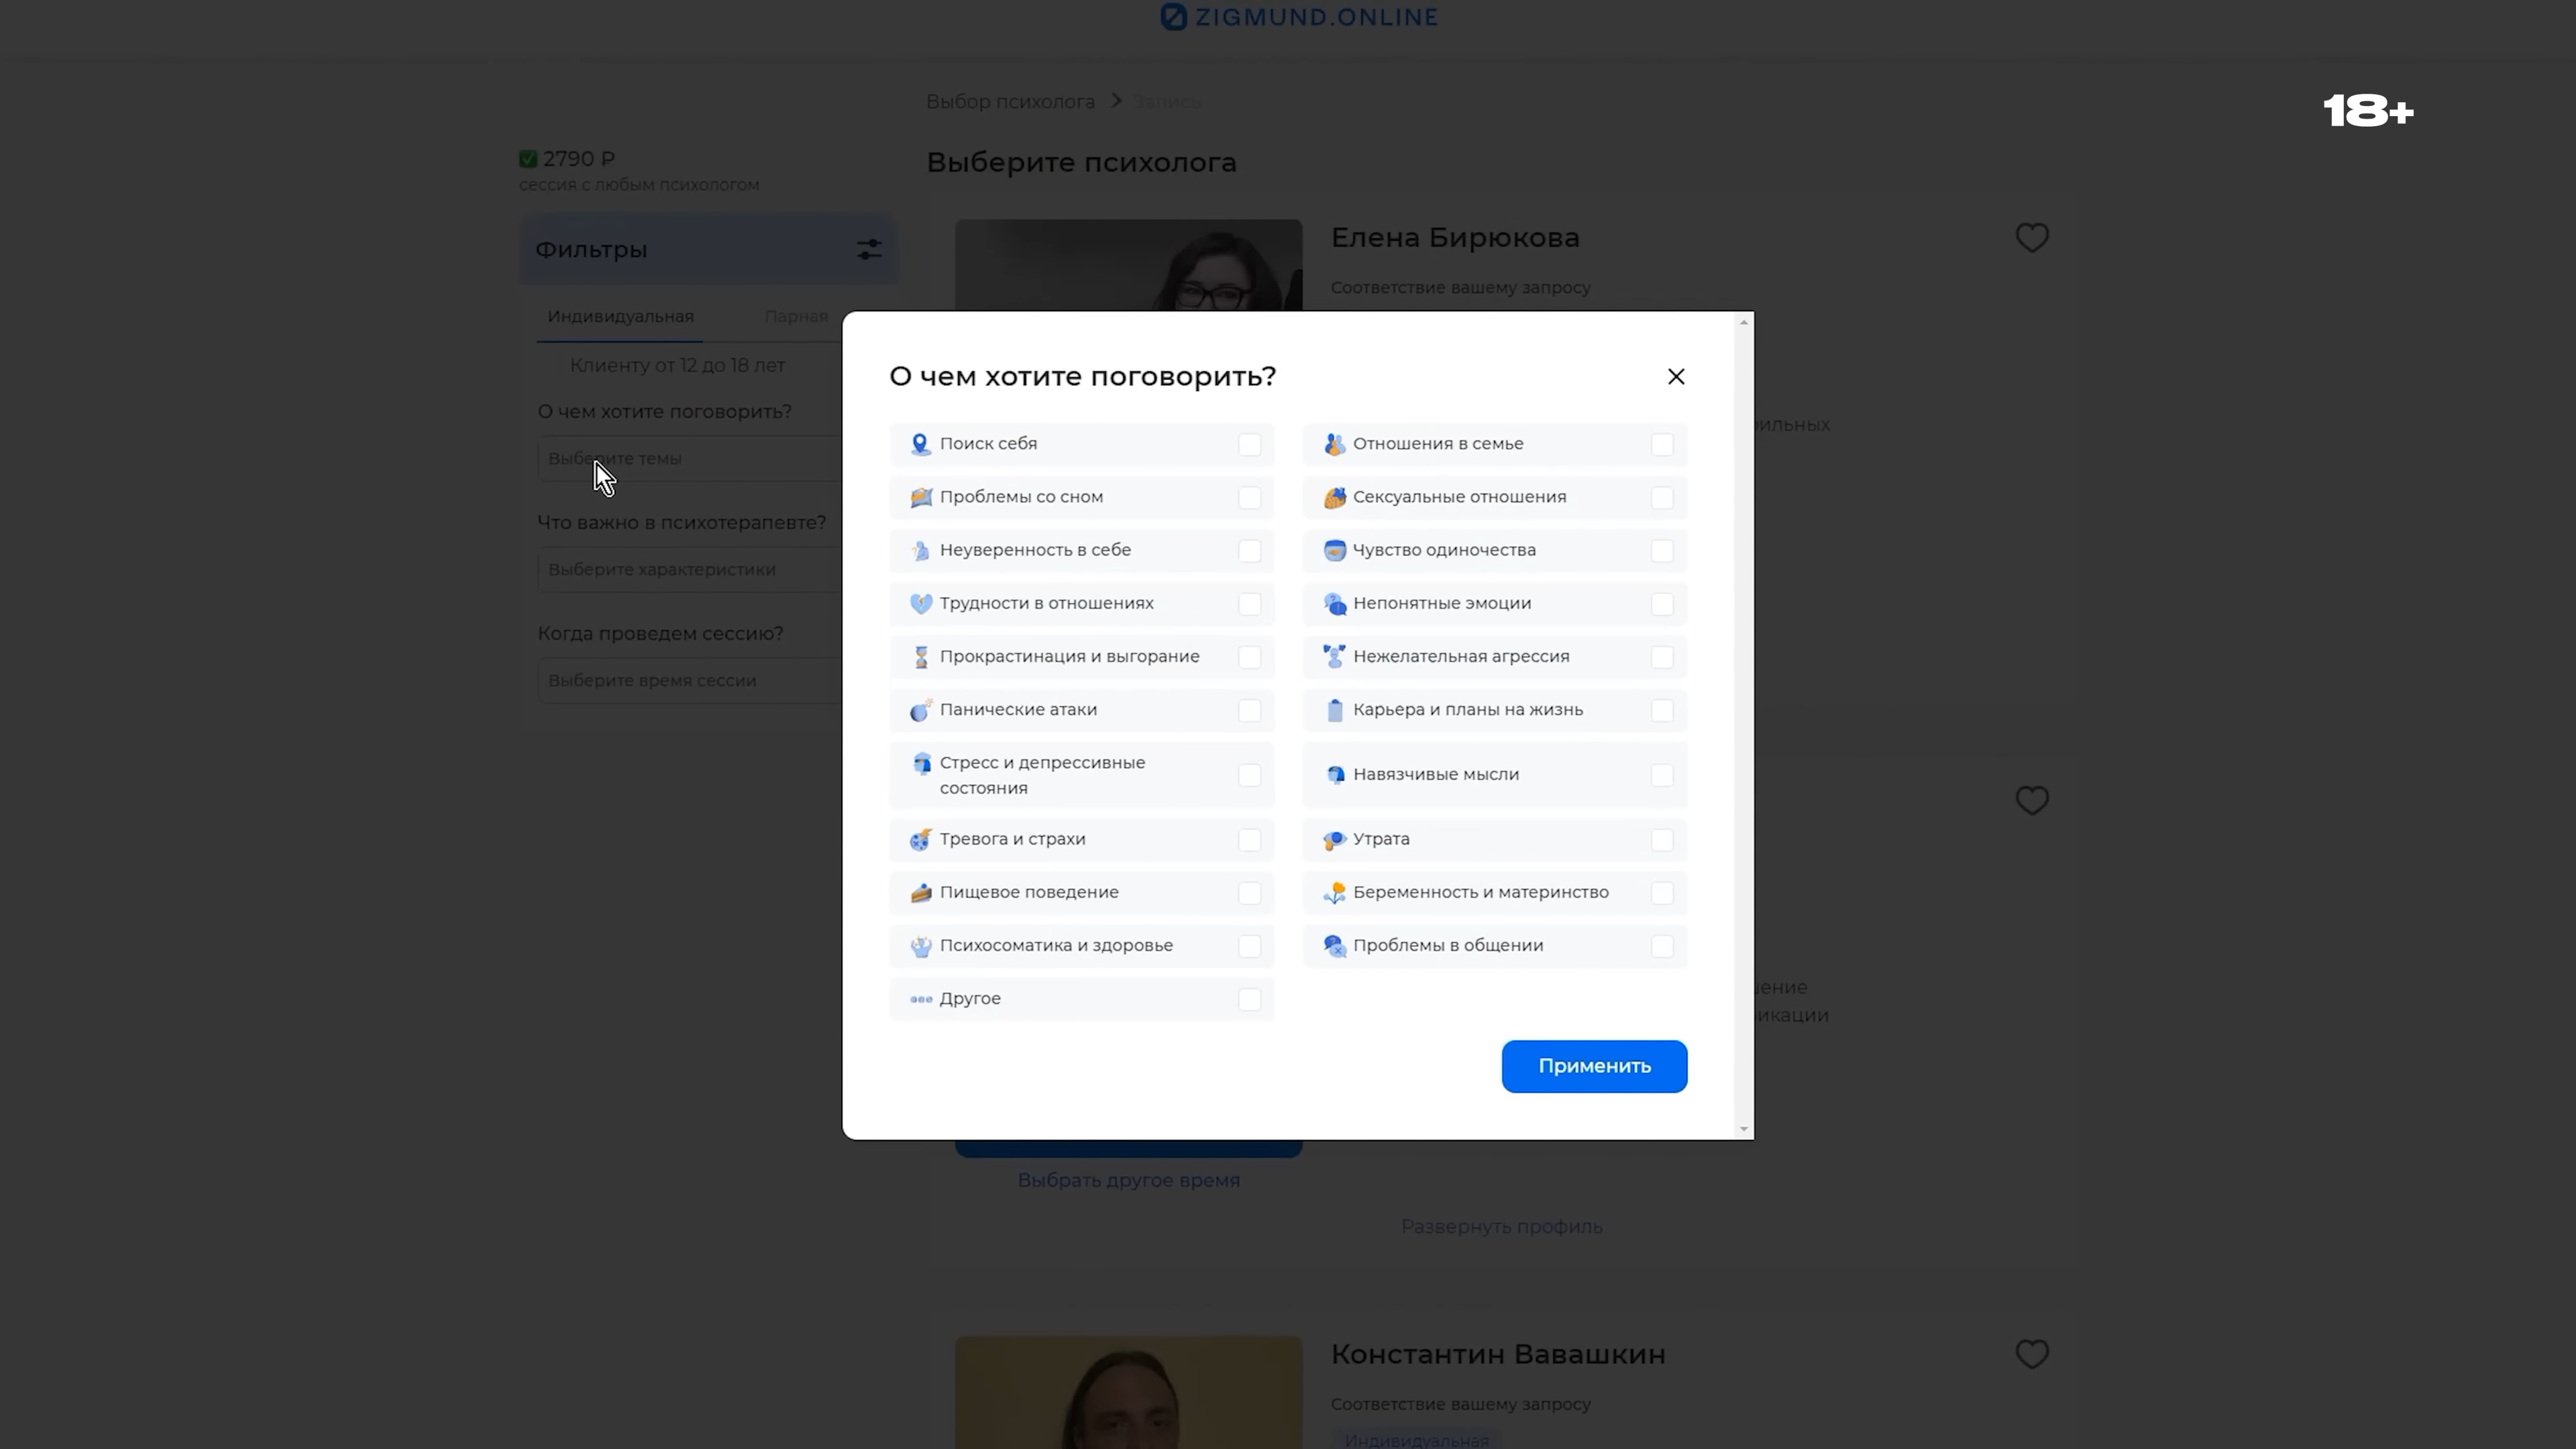 ZIGMUND.ONLINE
18+
Выбор психолога > Запись
2790 ₽
сессия с любым психологом
Выберите психолога
Фильтры
Елена Бирюкова
Соответствие вашему запросу
Индивидуальная
Парная
Клиенту от 12 до 18 лет
О чем хотите поговорить?
Выберите темы
Что важно в психотерапевте?
Выберите характеристики
Когда проведем сессию?
Выберите время сессии
О чем хотите поговорить?
Поиск себя
Отношения в семье
Проблемы со сном
Сексуальные отношения
Неуверенность в себе
Чувство одиночества
Трудности в отношениях
Непонятные эмоции
Прокрастинация и выгорание
Нежелательная агрессия
Панические атаки
Карьера и планы на жизнь
Стресс и депрессивные
состояния
Навязчивые мысли
Тревога и страхи
Утрата
Пищевое поведение
Беременность и материнство
Психосоматика и здоровье
Проблемы в общении
Другое
Применить
Выбрать другое время
Развернуть профиль
Константин Вавашкин
Соответствие вашему запросу
Индивидуальная